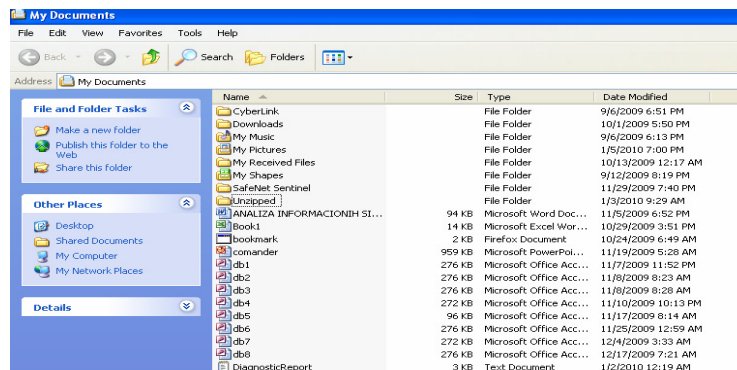 My Documents
File Edit View Favorites Tools Help
Back Search Folders
Address My Documents
Name Size Type Date Modified
File and Folder Tasks
Make a new folder
Publish this folder to the
Web
Share this folder
Other Places
Desktop
Shared Documents
My Computer
My Network Places
Details
CyberLink File Folder 9/6/2009 6:51 PM
Downloads File Folder 10/1/2009 5:50 PM
My Music File Folder 9/6/2009 6:13 PM
My Pictures File Folder 1/5/2010 7:00 PM
My Received Files File Folder 10/13/2009 12:17 AM
My Shapes File Folder 9/12/2009 8:19 PM
SafeNet Sentinel File Folder 11/29/2009 7:40 PM
Unzipped File Folder 1/3/2010 9:29 AM
ANALIZA INFORMACIONIH SI... 94 KB Microsoft Word Doc... 11/5/2009 6:52 PM
Book1 14 KB Microsoft Excel Wor... 10/29/2009 3:51 PM
bookmark 2 KB Firefox Document 10/24/2009 6:49 AM
comander 959 KB Microsoft PowerPoi... 11/19/2009 5:28 AM
db1 276 KB Microsoft Office Acc... 11/7/2009 11:52 PM
db2 276 KB Microsoft Office Acc... 11/8/2009 8:23 AM
db3 276 KB Microsoft Office Acc... 11/8/2009 8:28 AM
db4 272 KB Microsoft Office Acc... 11/10/2009 10:13 PM
db5 96 KB Microsoft Office Acc... 11/17/2009 8:14 AM
db6 276 KB Microsoft Office Acc... 11/25/2009 12:59 AM
db7 272 KB Microsoft Office Acc... 12/4/2009 3:33 AM
db8 276 KB Microsoft Office Acc... 12/17/2009 7:21 AM
DiagnosticReport 3 KB Text Document 1/2/2010 12:19 AM